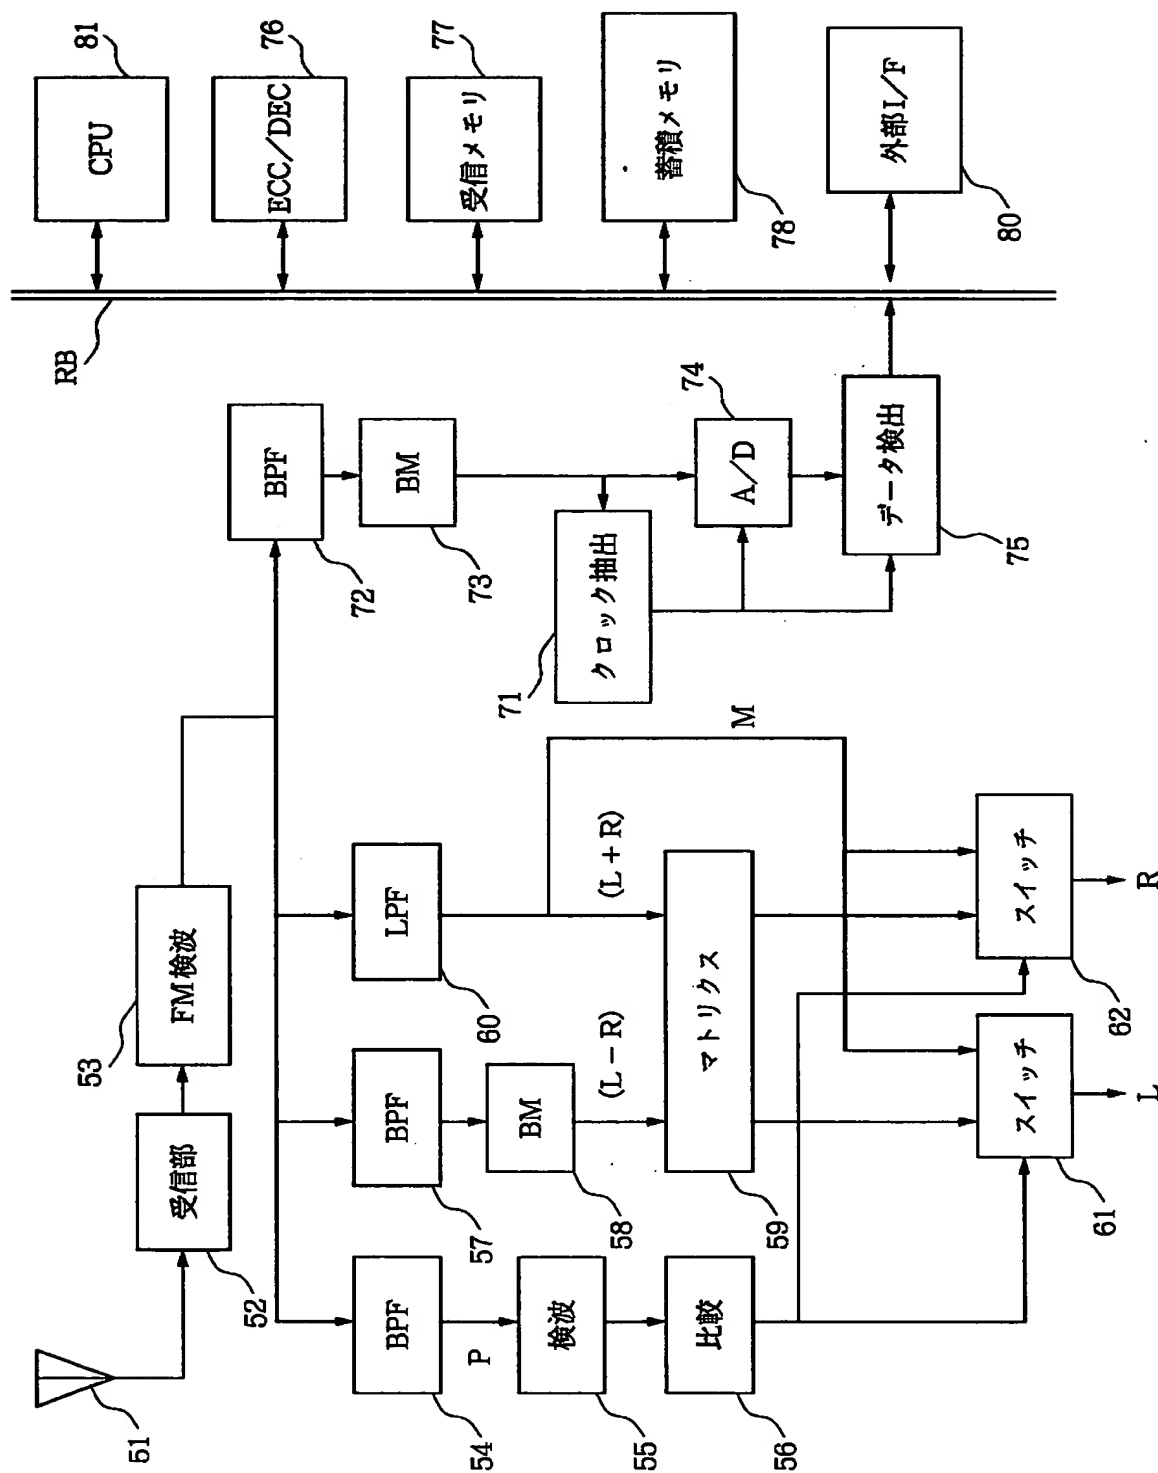 51
受信部
52
FM検波
53
BPF
54
P
検波
55
比較
56
BPF
57
BM
58
(L－R)
マトリクス
59
LPF
60
(L＋R)
M
スイッチ
61
L
スイッチ
62
R
BPF
72
BM
73
クロック抽出
71
A/D
74
データ検出
75
RB
CPU
81
ECC/DEC
76
受信メモリ
77
蓄積メモリ
78
外部I/F
80